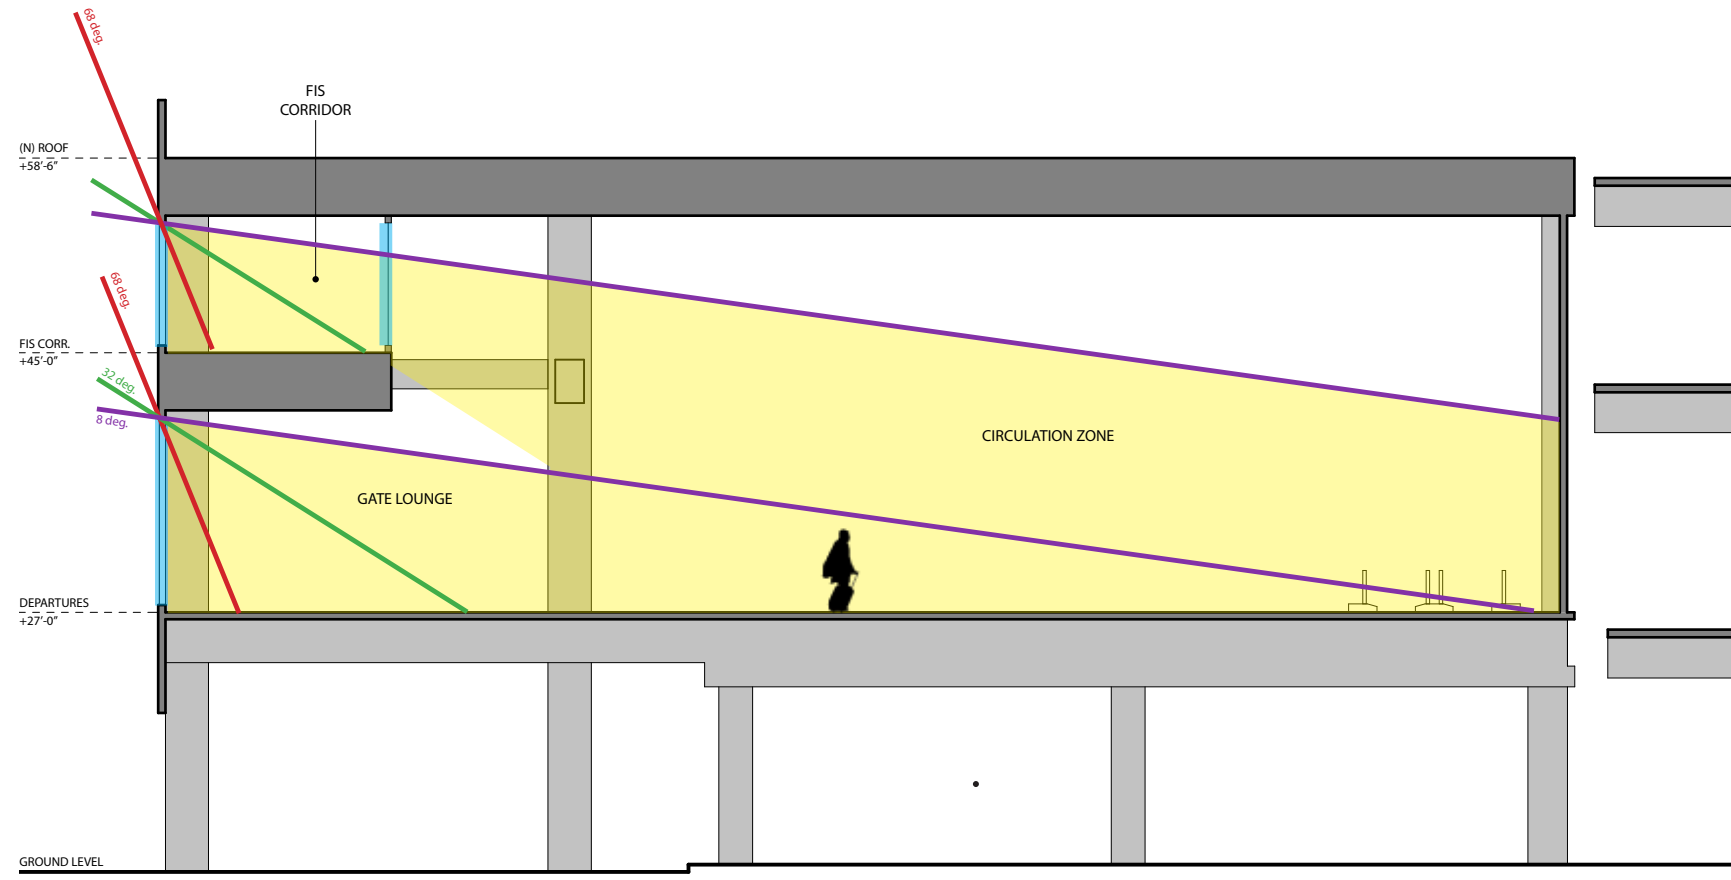 68 deg.
FIS
CORRIDOR
(N) ROOF
+58'-6"
68 deg.
FIS CORR.
+45'-0"
32 deg.
8 deg.
CIRCULATION ZONE
GATE LOUNGE
DEPARTURES
+27'-0"
GROUND LEVEL